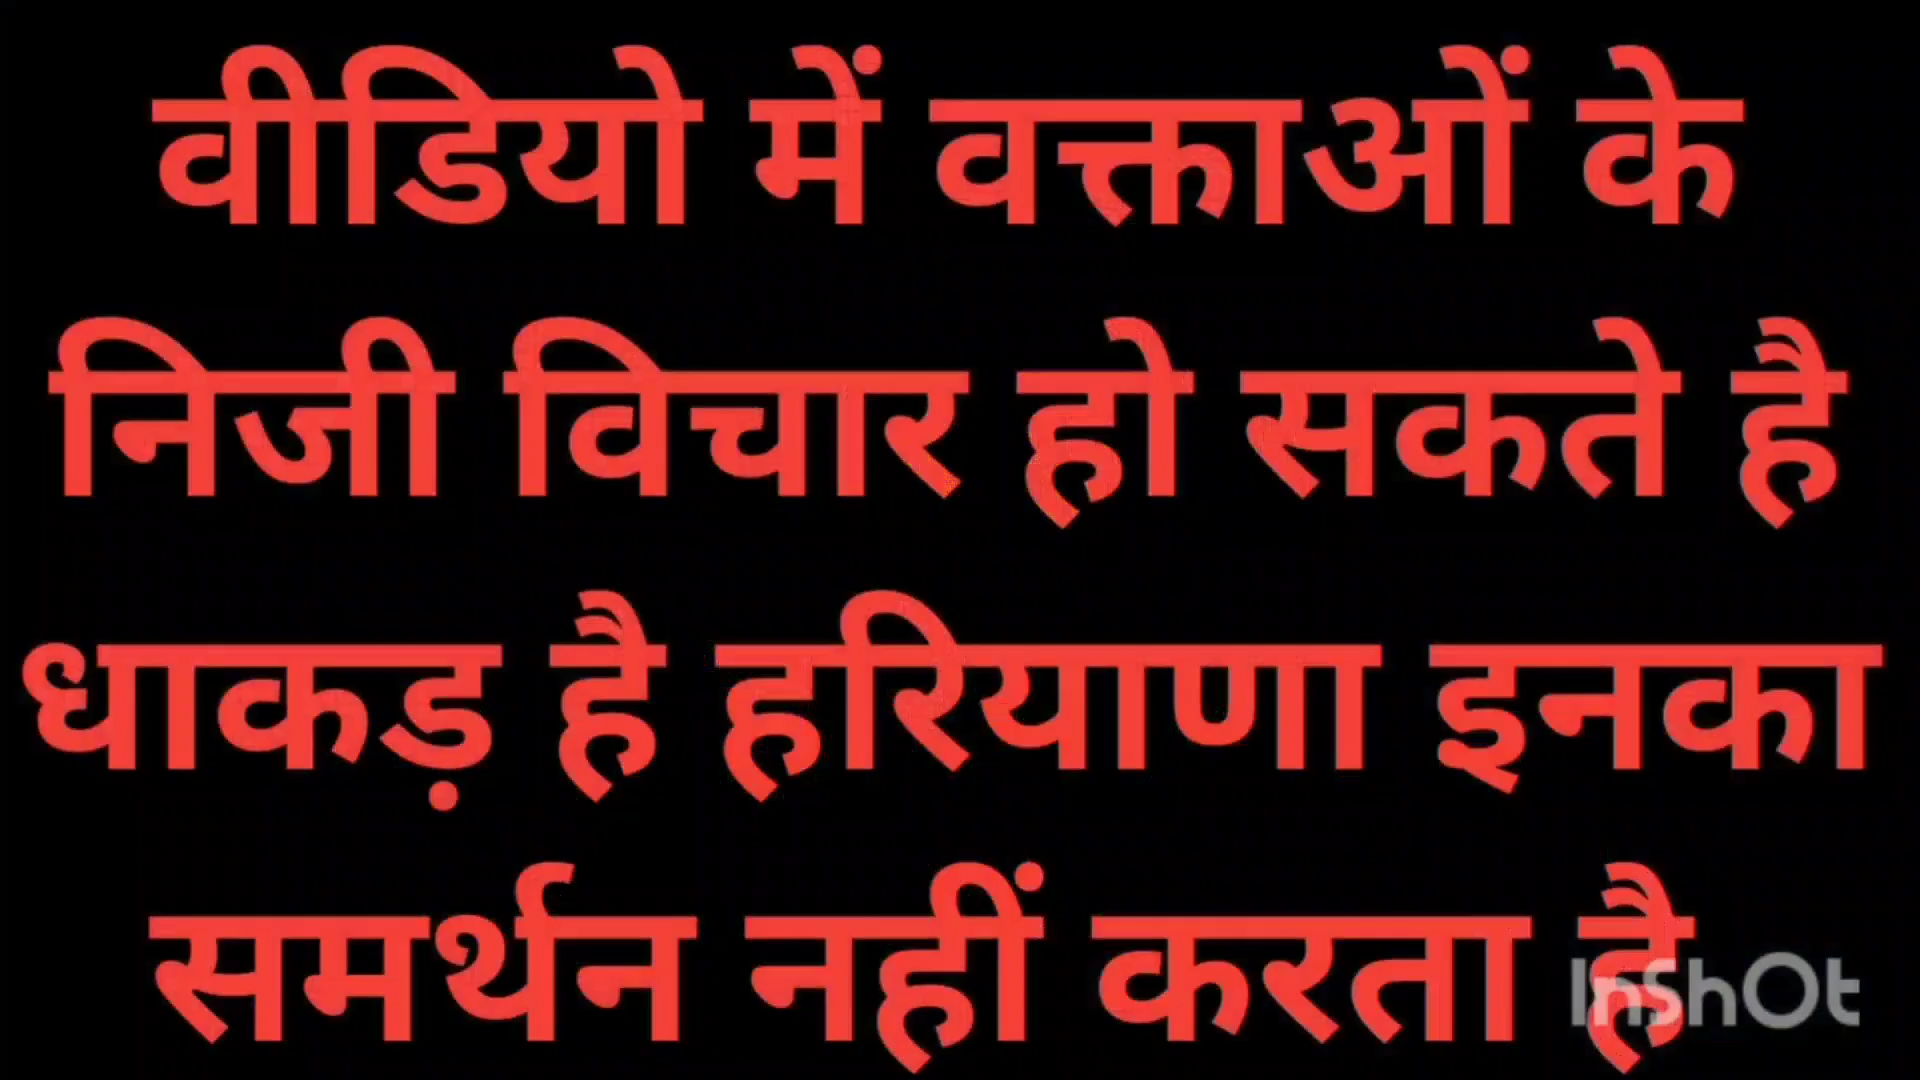 वीडियो में वक्ताओं के
निजी विचार हो सकते है
धाकड़ है हरियाणा इनका
समर्थन नहीं करता है
InShOt